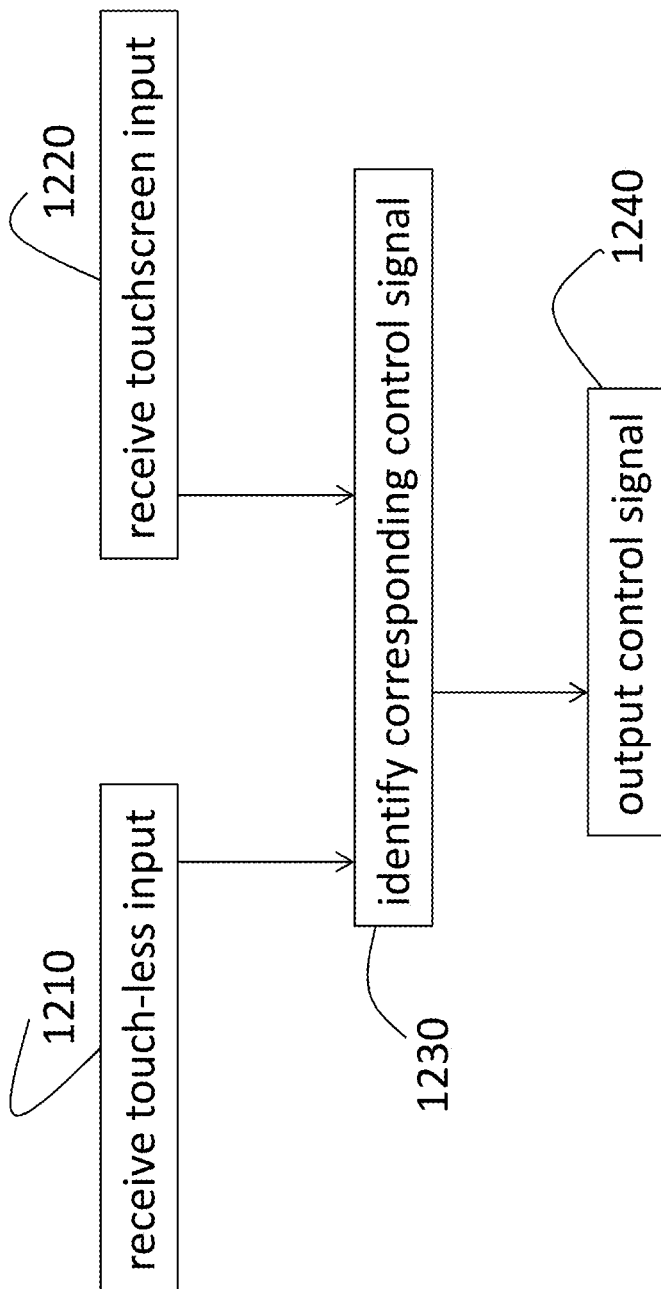 1210
1220
receive touch-less input
receive touchscreen input
1230
identify corresponding control signal
1240
output control signal